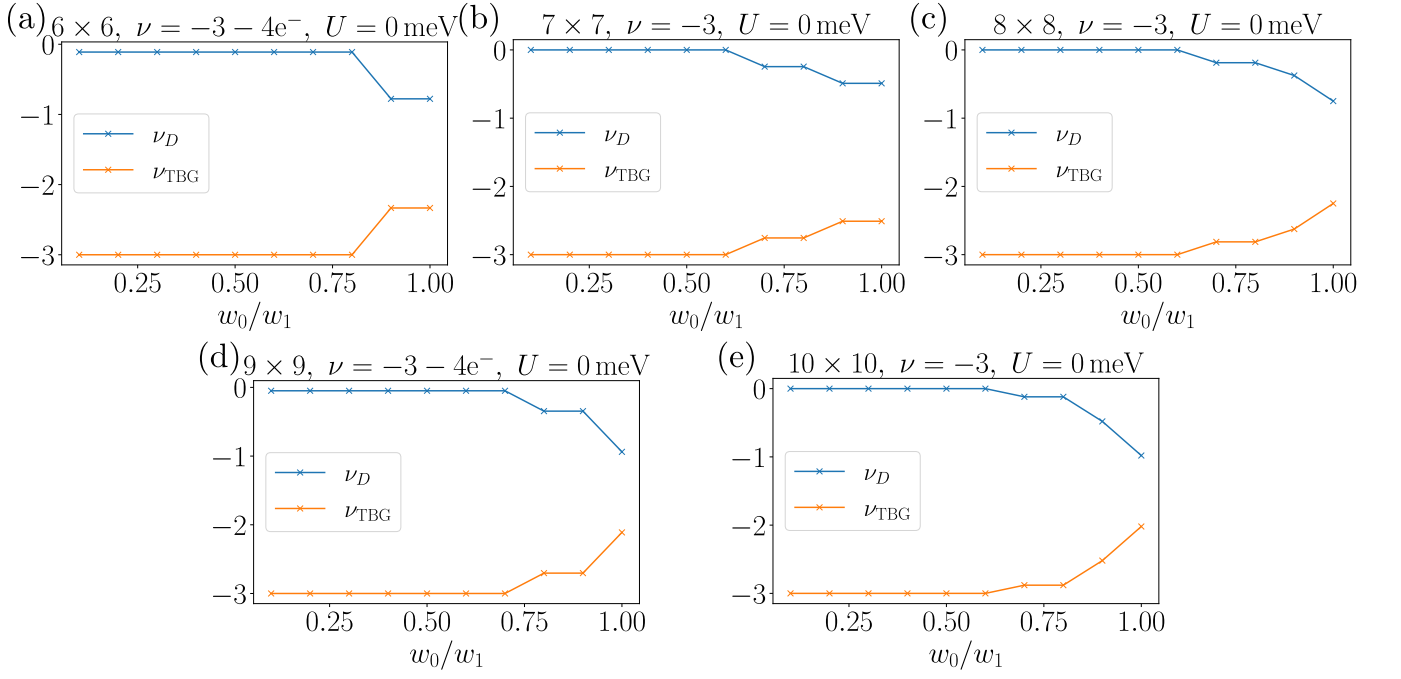 (a) 6 × 6, ν = −3 − 4e⁻, U = 0 meV
0
−1
−2
−3
ν_D
ν_TBG
0.25 0.50 0.75 1.00
w₀/w₁
(b) 7 × 7, ν = −3, U = 0 meV
0
−1
−2
−3
ν_D
ν_TBG
0.25 0.50 0.75 1.00
w₀/w₁
(c) 8 × 8, ν = −3, U = 0 meV
0
−1
−2
−3
ν_D
ν_TBG
0.25 0.50 0.75 1.00
w₀/w₁
(d) 9 × 9, ν = −3 − 4e⁻, U = 0 meV
0
−1
−2
−3
ν_D
ν_TBG
0.25 0.50 0.75 1.00
w₀/w₁
(e) 10 × 10, ν = −3, U = 0 meV
0
−1
−2
−3
ν_D
ν_TBG
0.25 0.50 0.75 1.00
w₀/w₁